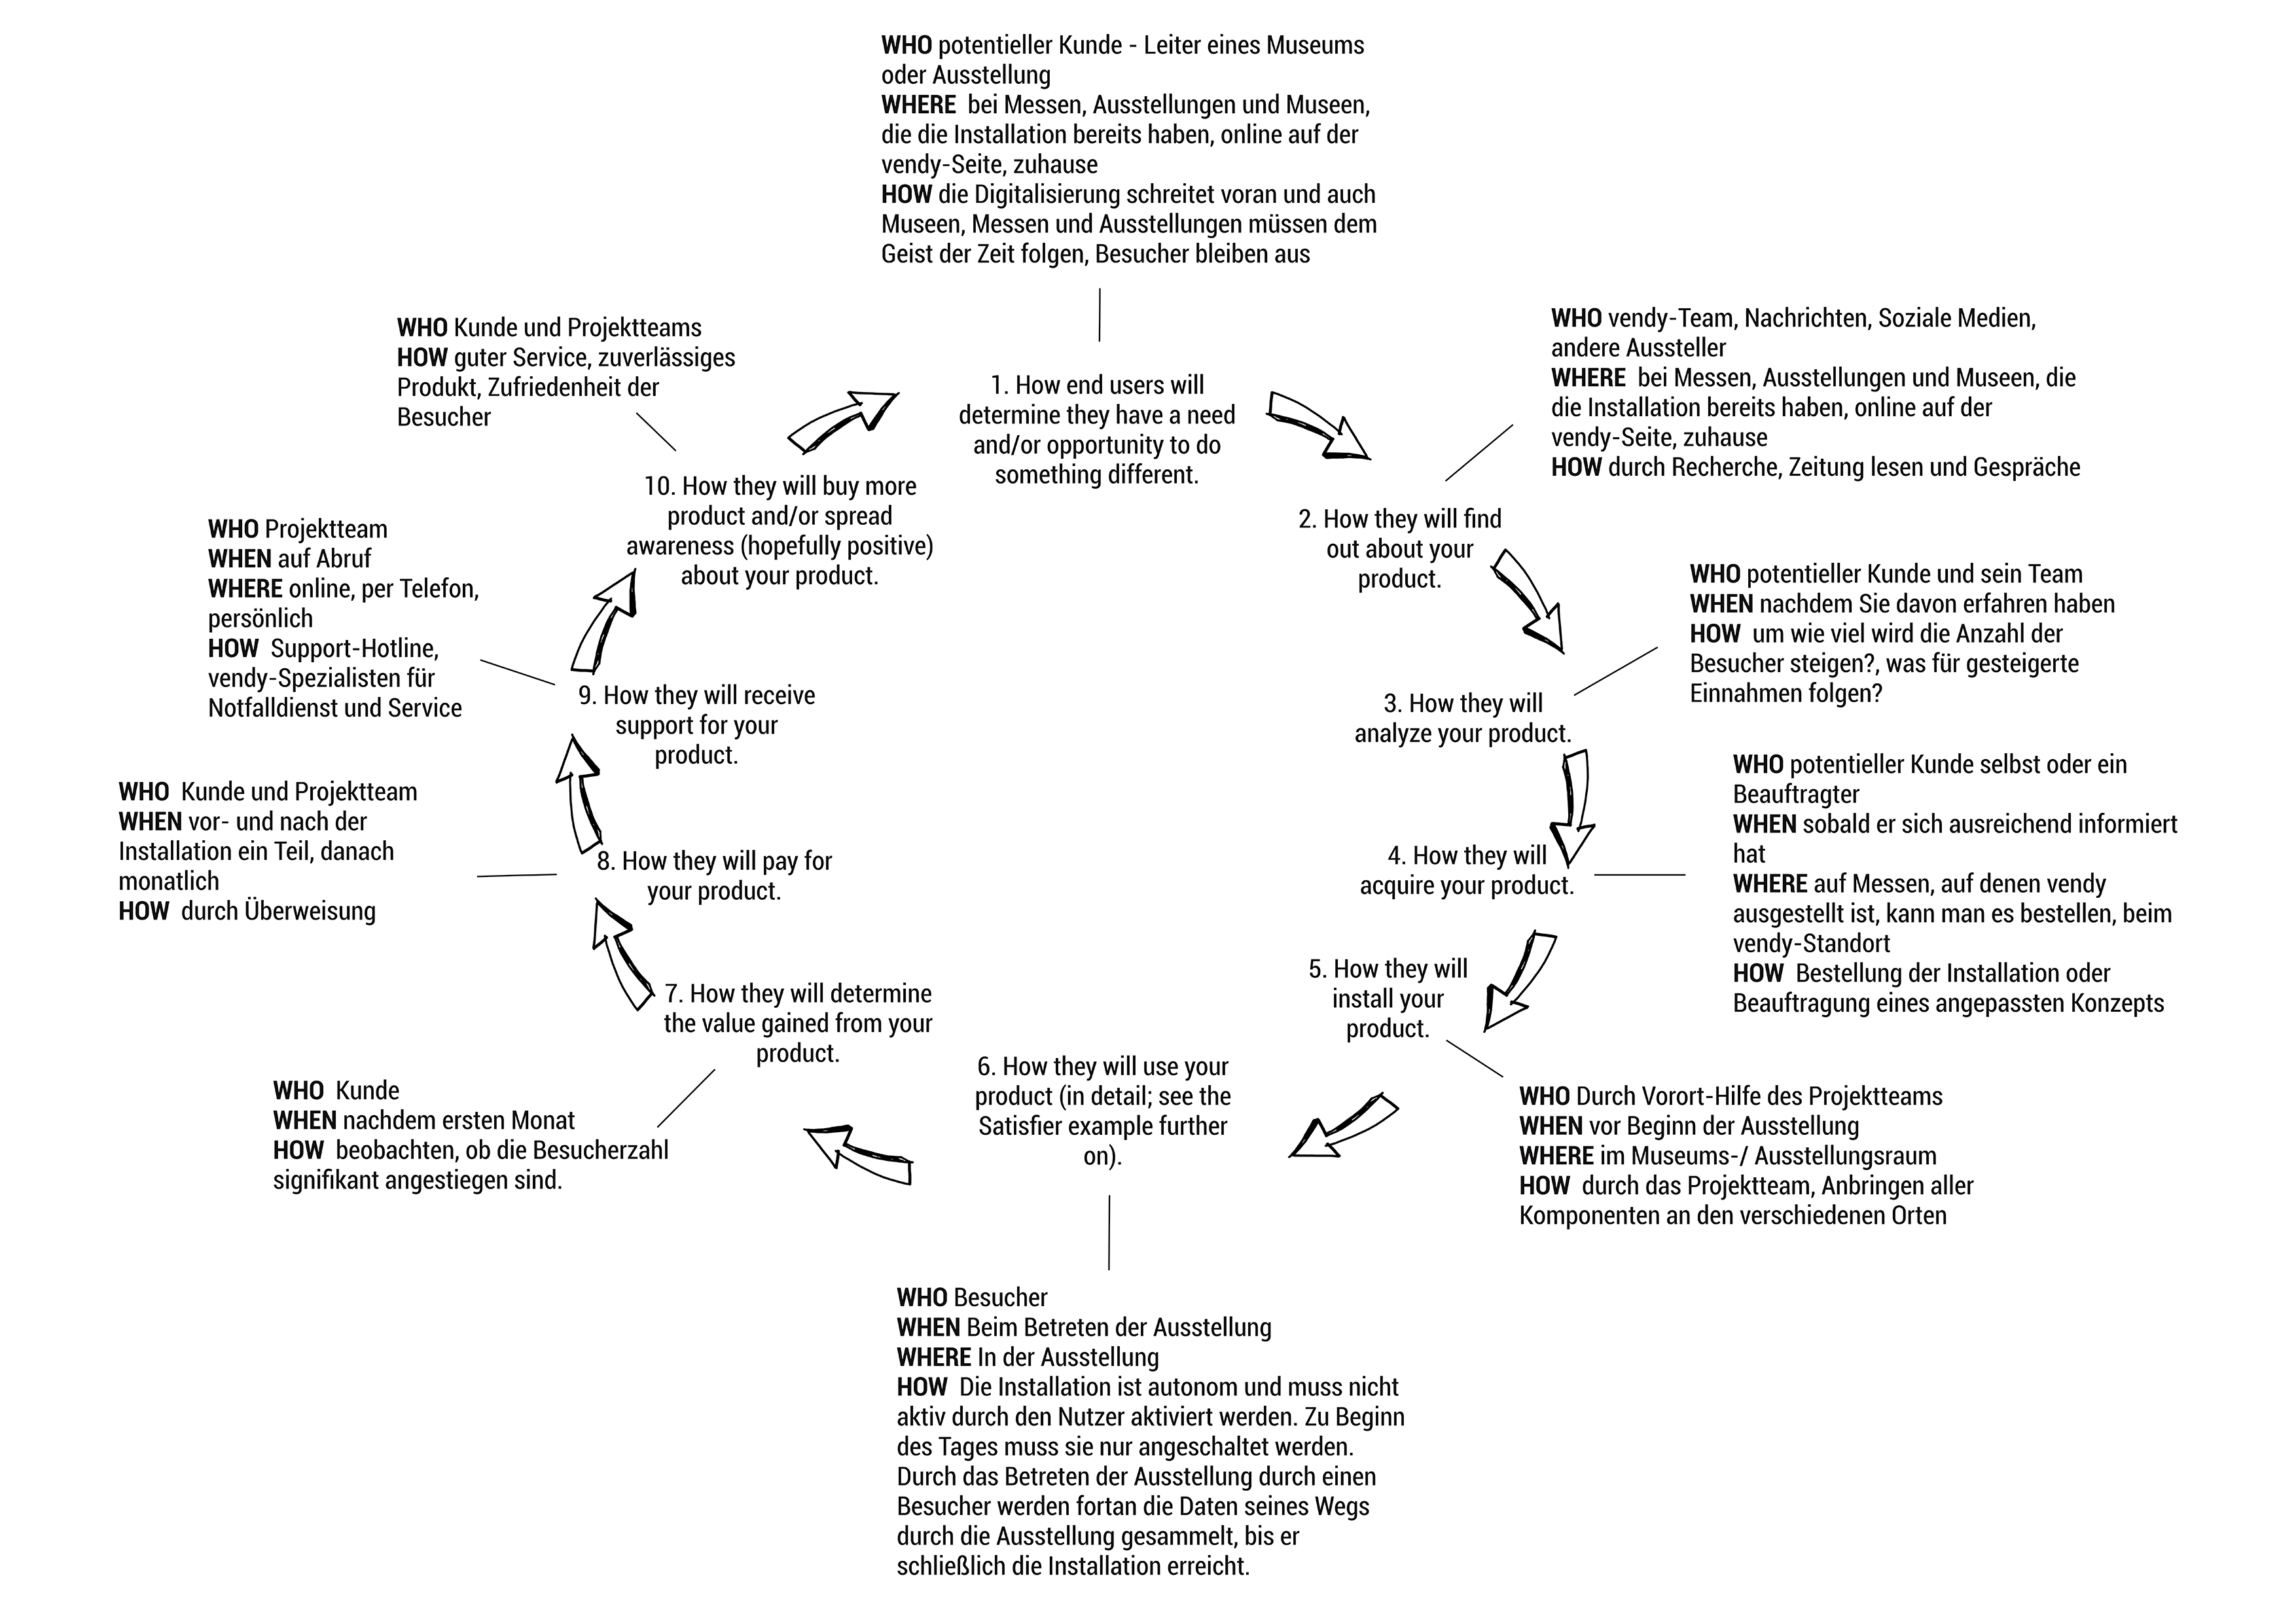 WHO potentieller Kunde - Leiter eines Museums
oder Ausstellung
WHERE bei Messen, Ausstellungen und Museen,
die die Installation bereits haben, online auf der
vendy-Seite, zuhause
HOW die Digitalisierung schreitet voran und auch
Museen, Messen und Ausstellungen müssen dem
Geist der Zeit folgen, Besucher bleiben aus
1. How end users will
determine they have a need
and/or opportunity to do
something different.
WHO vendy-Team, Nachrichten, Soziale Medien,
andere Aussteller
WHERE bei Messen, Ausstellungen und Museen, die
die Installation bereits haben, online auf der
vendy-Seite, zuhause
HOW durch Recherche, Zeitung lesen und Gespräche
2. How they will find
out about your
product.
WHO potentieller Kunde und sein Team
WHEN nachdem Sie davon erfahren haben
HOW um wie viel wird die Anzahl der
Besucher steigen?, was für gesteigerte
Einnahmen folgen?
3. How they will
analyze your product.
WHO potentieller Kunde selbst oder ein
Beauftragter
WHEN sobald er sich ausreichend informiert
hat
WHERE auf Messen, auf denen vendy
ausgestellt ist, kann man es bestellen, beim
vendy-Standort
HOW Bestellung der Installation oder
Beauftragung eines angepassten Konzepts
4. How they will
acquire your product.
5. How they will
install your
product.
WHO Durch Vorort-Hilfe des Projektteams
WHEN vor Beginn der Ausstellung
WHERE im Museums-/ Ausstellungsraum
HOW durch das Projektteam, Anbringen aller
Komponenten an den verschiedenen Orten
6. How they will use your
product (in detail; see the
Satisfier example further
on).
WHO Besucher
WHEN Beim Betreten der Ausstellung
WHERE In der Ausstellung
HOW Die Installation ist autonom und muss nicht
aktiv durch den Nutzer aktiviert werden. Zu Beginn
des Tages muss sie nur angeschaltet werden.
Durch das Betreten der Ausstellung durch einen
Besucher werden fortan die Daten seines Wegs
durch die Ausstellung gesammelt, bis er
schließlich die Installation erreicht.
7. How they will determine
the value gained from your
product.
WHO Kunde
WHEN nachdem ersten Monat
HOW beobachten, ob die Besucherzahl
signifikant angestiegen sind.
8. How they will pay for
your product.
WHO Kunde und Projektteam
WHEN vor- und nach der
Installation ein Teil, danach
monatlich
HOW durch Überweisung
9. How they will receive
support for your
product.
WHO Projektteam
WHEN auf Abruf
WHERE online, per Telefon,
persönlich
HOW Support-Hotline,
vendy-Spezialisten für
Notfalldienst und Service
10. How they will buy more
product and/or spread
awareness (hopefully positive)
about your product.
WHO Kunde und Projektteams
HOW guter Service, zuverlässiges
Produkt, Zufriedenheit der
Besucher